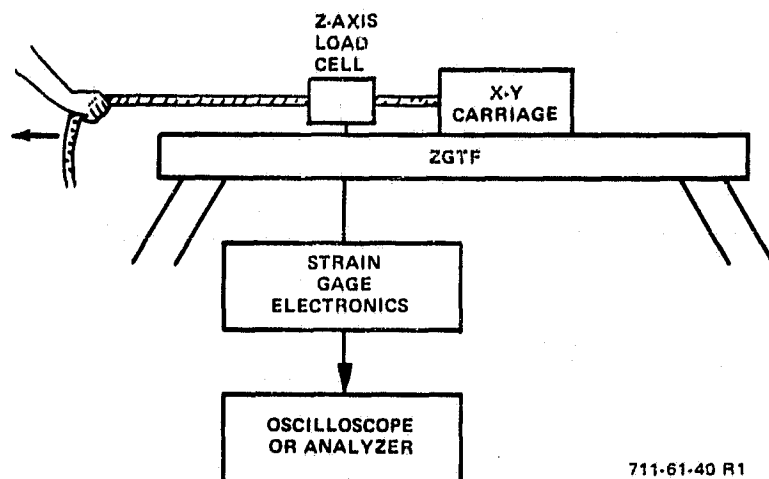 Z-AXIS
LOAD
CELL
X-Y
CARRIAGE
ZGTF
STRAIN
GAGE
ELECTRONICS
OSCILLOSCOPE
OR ANALYZER
711-61-40 R1